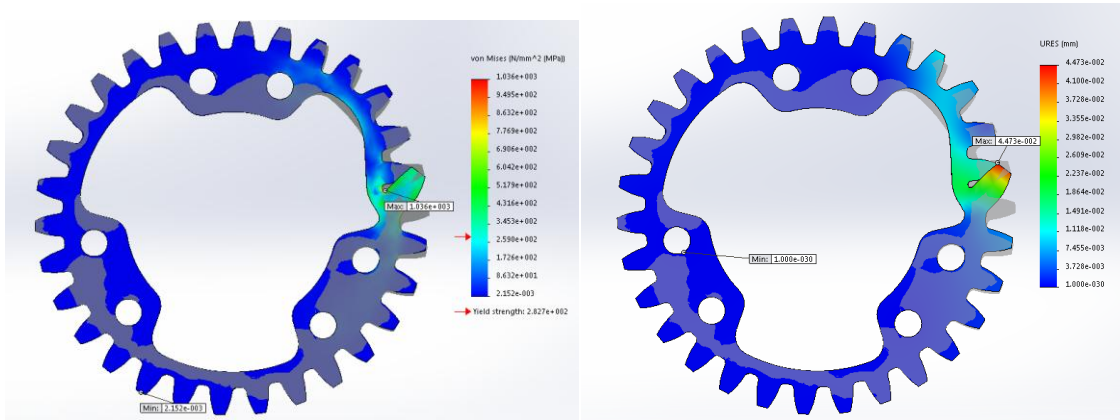 von Mises (N/mm^2 (MPa))
1.036e+003
9.495e+002
8.632e+002
7.769e+002
6.906e+002
6.042e+002
5.179e+002
4.316e+002
3.453e+002
2.590e+002
1.726e+002
8.632e+001
2.152e-003
Yield strength: 2.827e+002
Max: 1.036e+003
Min: 2.152e-003
URES (mm)
4.473e-002
4.100e-002
3.728e-002
3.355e-002
2.982e-002
2.609e-002
2.237e-002
1.864e-002
1.491e-002
1.118e-002
7.455e-003
3.728e-003
1.000e-030
Max: 4.473e-002
Min: 1.000e-030